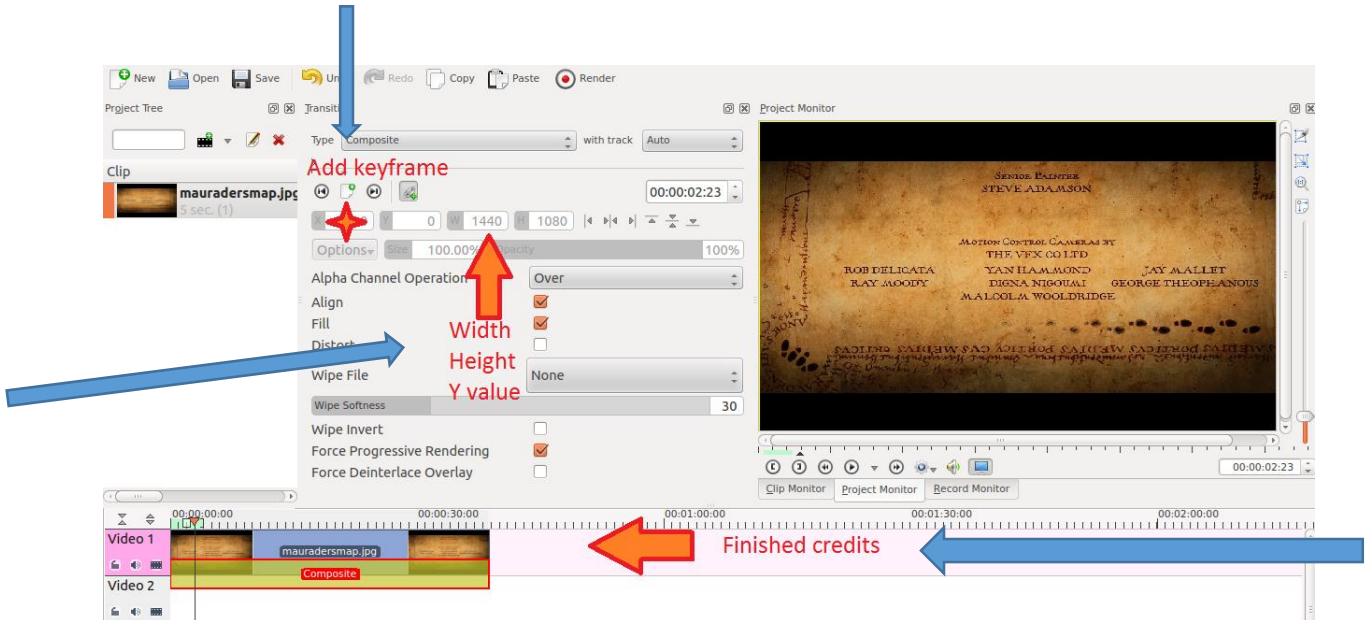 New Open Save Un Redo Copy Paste Render
Project Tree
Transiti
Project Monitor
Type Composite with track Auto
Clip
mauradersmap.jpg
5 sec. (1)
Add keyframe
00:00:02:23
X Y 0 W 1440 H 1080
Options Size 100.00% Opacity 100%
Alpha Channel Operation Over
Align
Fill
Distort
Wipe File None
Width
Height
Y value
Wipe Softness 30
Wipe Invert
Force Progressive Rendering
Force Deinterlace Overlay
SENIOR PAINTER
STEVE ADAMSON
MOTION CONTROL CAMERAS BY
THE VFX CO LTD
ROB DELICATA YAN HAMMOND JAY MALLET
RAY MOODY DIGNA NIGOUMI GEORGE THEOPHANOUS
MALCOLM WOOLDRIDGE
00:00:02:23
Clip Monitor Project Monitor Record Monitor
00:00:00:00 00:00:30:00 00:01:00:00 00:01:30:00 00:02:00:00
Video 1
mauradersmap.jpg
Composite
Finished credits
Video 2